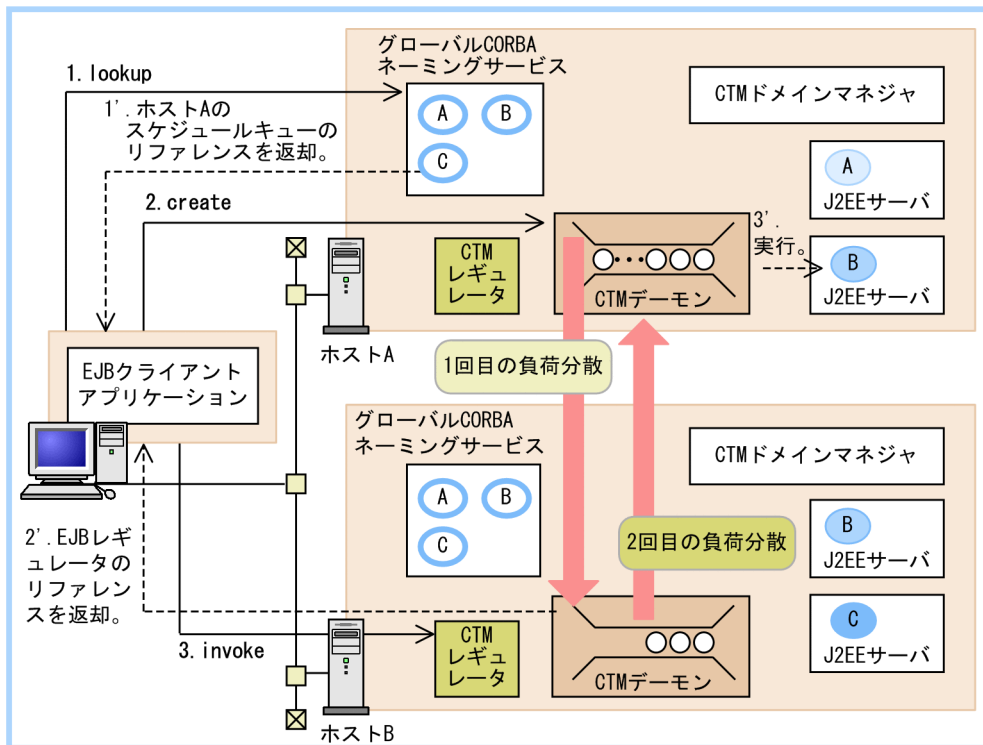 グローバルCORBA
ネーミングサービス
1.lookup
1'.ホストAの
スケジュールキューの
リファレンスを返却。
A
B
C
CTMドメインマネジャ
A
J2EEサーバ
2.create
3'.
実行。
CTM
レギュ
レータ
CTMデーモン
B
J2EEサーバ
ホストA
1回目の負荷分散
EJBクライアント
アプリケーション
グローバルCORBA
ネーミングサービス
A
B
C
CTMドメインマネジャ
B
J2EEサーバ
2回目の負荷分散
2'.EJBレギ
ュレータの
リファレン
スを返却。
C
J2EEサーバ
3.invoke
CTM
レギュ
レータ
CTMデーモン
ホストB